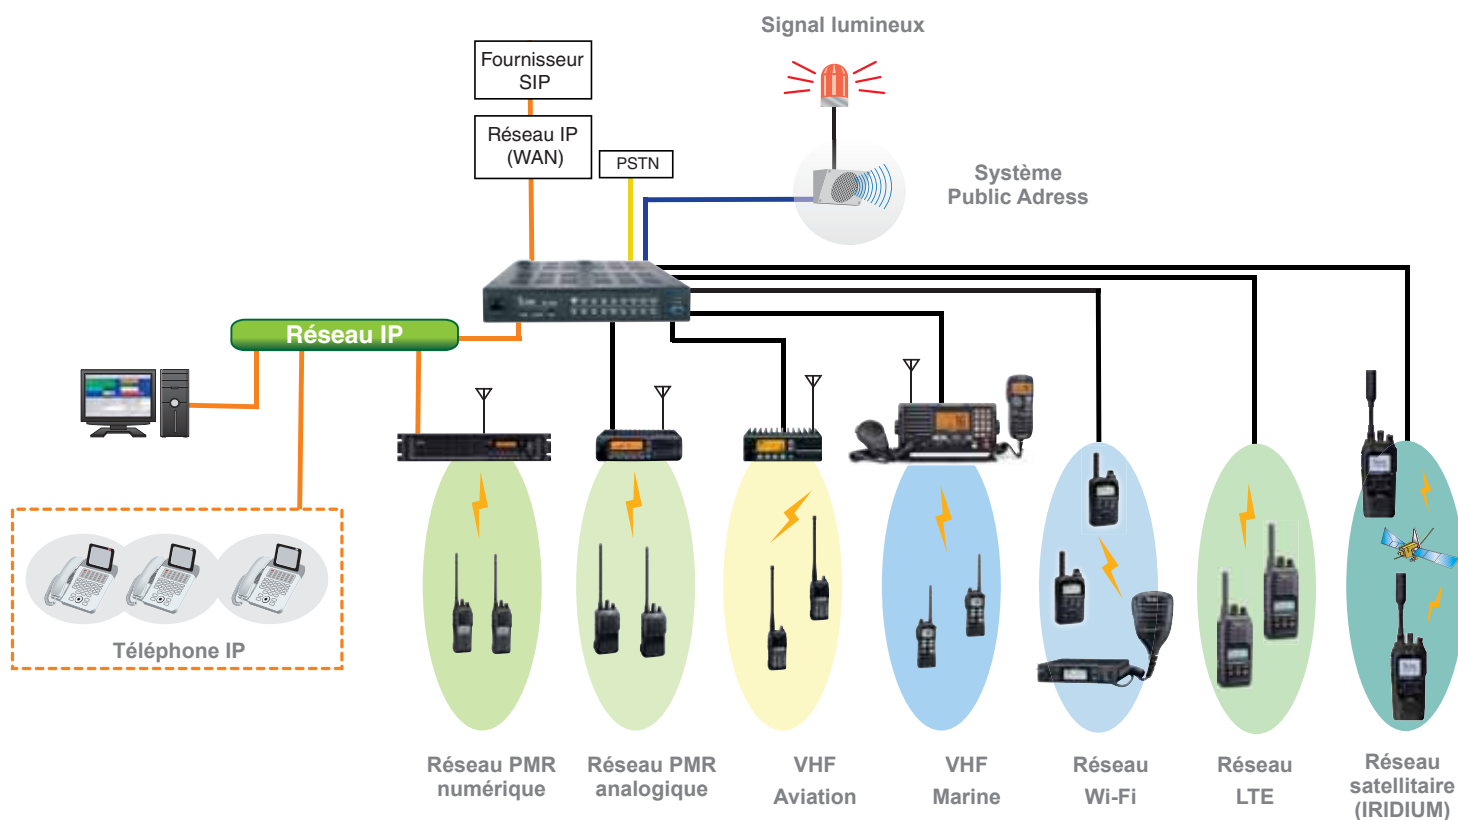 Signal lumineux
Fournisseur
SIP
Réseau IP
(WAN)
PSTN
Système
Public Adress
Réseau IP
Téléphone IP
Réseau PMR
numérique
Réseau PMR
analogique
VHF
Aviation
VHF
Marine
Réseau
Wi-Fi
Réseau
LTE
Réseau
satellitaire
(IRIDIUM)